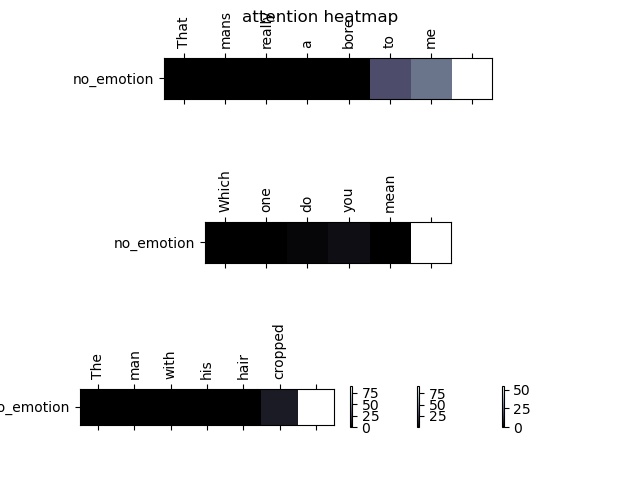 attention heatmap
That mans really a bore to me
no_emotion
Which one do you mean
no_emotion
The man with his hair cropped
o_emotion
75 50 25 0
75 50 25
50 25 0